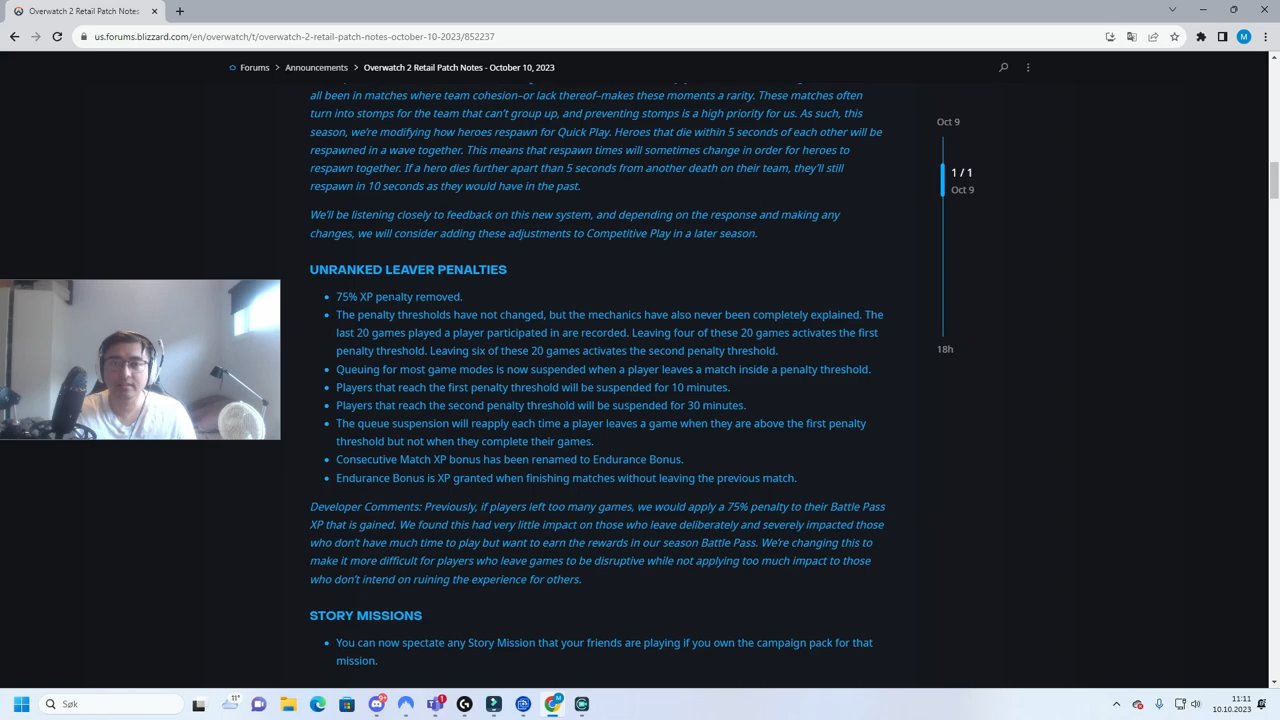 Overwatch 2 Retail Patch Notes
us.forums.blizzard.com/en/overwatch/t/overwatch-2-retail-patch-notes-october-10-2023/852237
M
Forums > Announcements > Overwatch 2 Retail Patch Notes - October 10, 2023
all been in matches where team cohesion–or lack thereof–makes these moments a rarity. These matches often
turn into stomps for the team that can't group up, and preventing stomps is a high priority for us. As such, this
season, we're modifying how heroes respawn for Quick Play. Heroes that die within 5 seconds of each other will be
respawned in a wave together. This means that respawn times will sometimes change in order for heroes to
respawn together. If a hero dies further apart than 5 seconds from another death on their team, they'll still
respawn in 10 seconds as they would have in the past.
We'll be listening closely to feedback on this new system, and depending on the response and making any
changes, we will consider adding these adjustments to Competitive Play in a later season.
Oct 9
1 / 1
Oct 9
18h
UNRANKED LEAVER PENALTIES
• 75% XP penalty removed.
• The penalty thresholds have not changed, but the mechanics have also never been completely explained. The
last 20 games played a player participated in are recorded. Leaving four of these 20 games activates the first
penalty threshold. Leaving six of these 20 games activates the second penalty threshold.
• Queuing for most game modes is now suspended when a player leaves a match inside a penalty threshold.
• Players that reach the first penalty threshold will be suspended for 10 minutes.
• Players that reach the second penalty threshold will be suspended for 30 minutes.
• The queue suspension will reapply each time a player leaves a game when they are above the first penalty
threshold but not when they complete their games.
• Consecutive Match XP bonus has been renamed to Endurance Bonus.
• Endurance Bonus is XP granted when finishing matches without leaving the previous match.
Developer Comments: Previously, if players left too many games, we would apply a 75% penalty to their Battle Pass
XP that is gained. We found this had very little impact on those who leave deliberately and severely impacted those
who don't have much time to play but want to earn the rewards in our season Battle Pass. We're changing this to
make it more difficult for players who leave games to be disruptive while not applying too much impact to those
who don't intend on ruining the experience for others.
STORY MISSIONS
• You can now spectate any Story Mission that your friends are playing if you own the campaign pack for that
mission.
Søk
11°
9+
1
11:11
10.10.2023